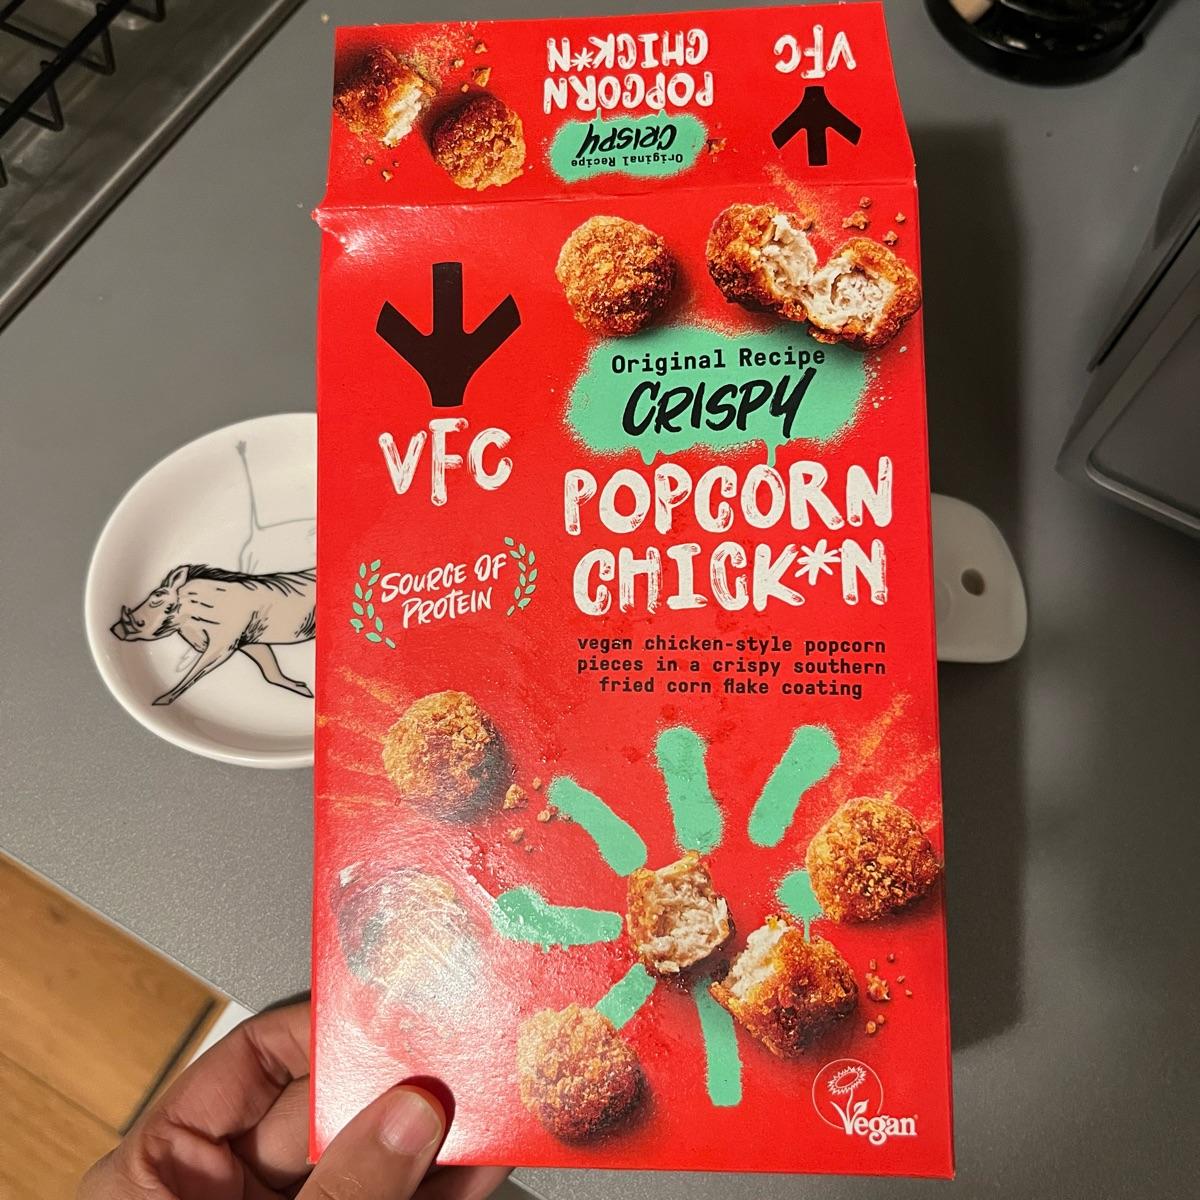 POPCORN
CHICK*N
VFC
Original Recipe
CRISPY
Original Recipe
CRISPY
VFC
POPCORN
CHICK*N
SOURCE OF
PROTEIN
vegan chicken-style popcorn
pieces in a crispy southern
fried corn flake coating
Vegan